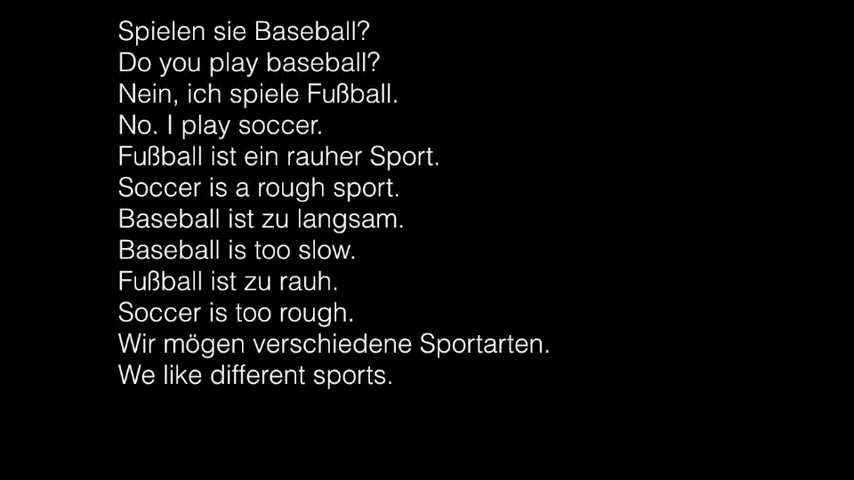 Spielen sie Baseball?
Do you play baseball?
Nein, ich spiele Fußball.
No. I play soccer.
Fußball ist ein rauher Sport.
Soccer is a rough sport.
Baseball ist zu langsam.
Baseball is too slow.
Fußball ist zu rauh.
Soccer is too rough.
Wir mögen verschiedene Sportarten.
We like different sports.